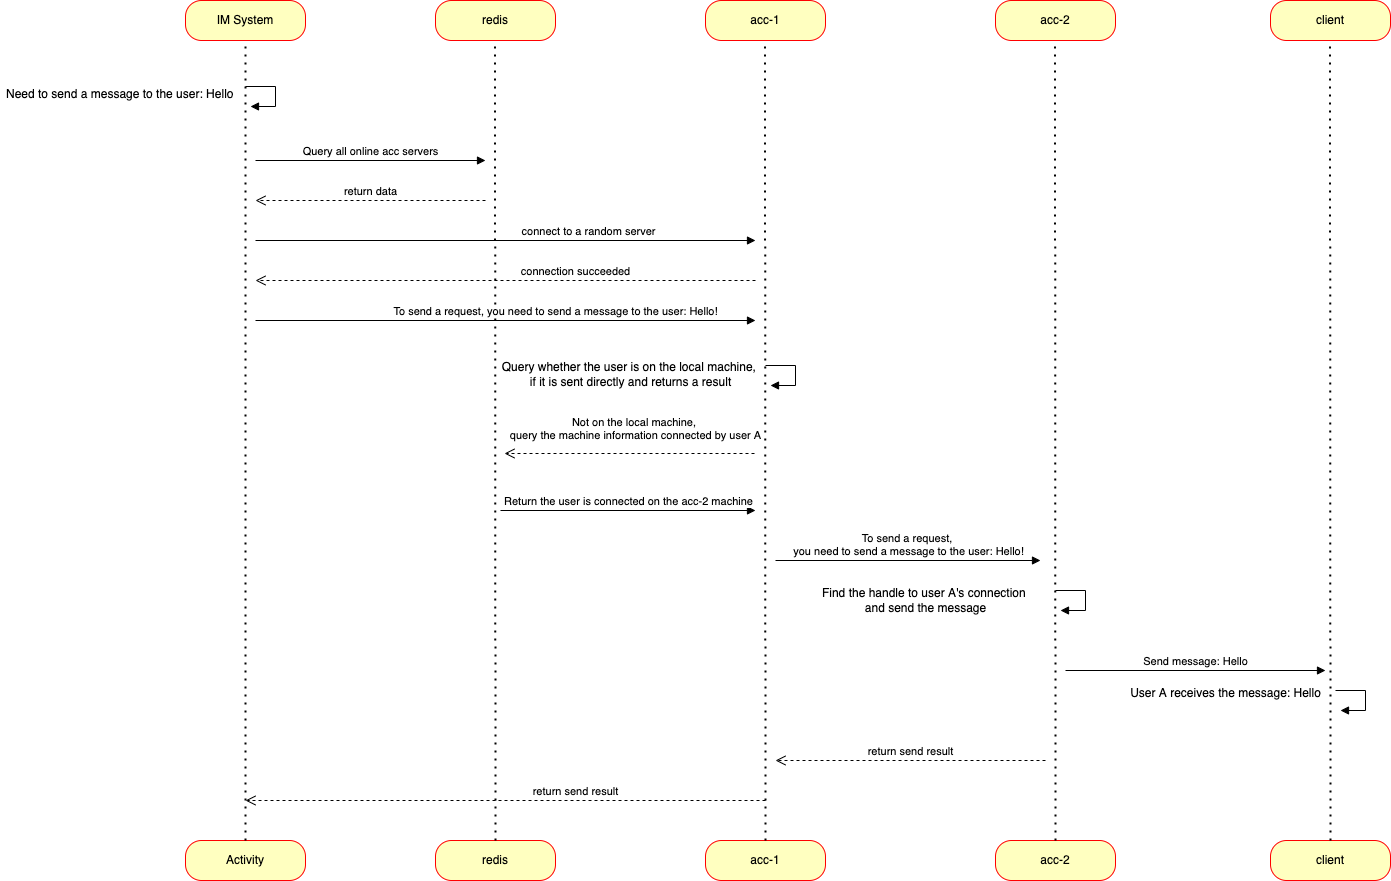 IM System
redis
acc-1
acc-2
client
Need to send a message to the user: Hello
Query all online acc servers
return data
connect to a random server
connection succeeded
To send a request, you need to send a message to the user: Hello!
Query whether the user is on the local machine,
if it is sent directly and returns a result
Not on the local machine,
query the machine information connected by user A
Return the user is connected on the acc-2 machine
To send a request,
you need to send a message to the user: Hello!
Find the handle to user A's connection
and send the message
Send message: Hello
User A receives the message: Hello
return send result
return send result
Activity
redis
acc-1
acc-2
client